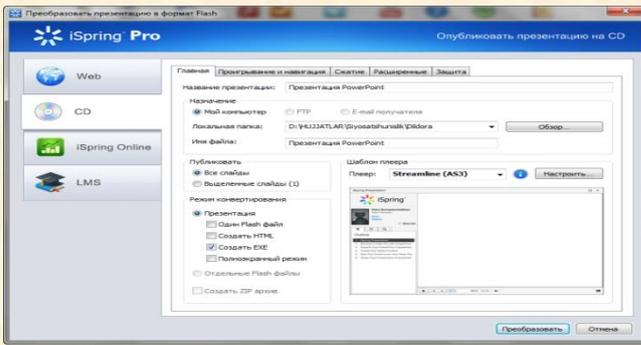 Преобразовать презентацию в формат Flash
iSpring Pro
Опубликовать презентацию на CD
Web
CD
iSpring Online
LMS
Главная Проигрывание и навигация Сжатие Расширенные Защита
Название презентации: Презентация PowerPoint
Назначение
Мой компьютер FTP E-mail получателя
Локальная папка: D:\HUJJATLAR\Siyosatshunislik\Dildora Обзор...
Имя файла: Презентация PowerPoint
Публиковать
Все слайды
Выделенные слайды (1)
Режим конвертирования
Презентация
Один Flash файл
Создать HTML
Создать EXE
Полноэкранный режим
Отдельные Flash файлы
Создать ZIP архив
Шаблон плеера
Плеер: Streamline (AS3) Настроить...
iSpring
Outline
Преобразовать Отмена